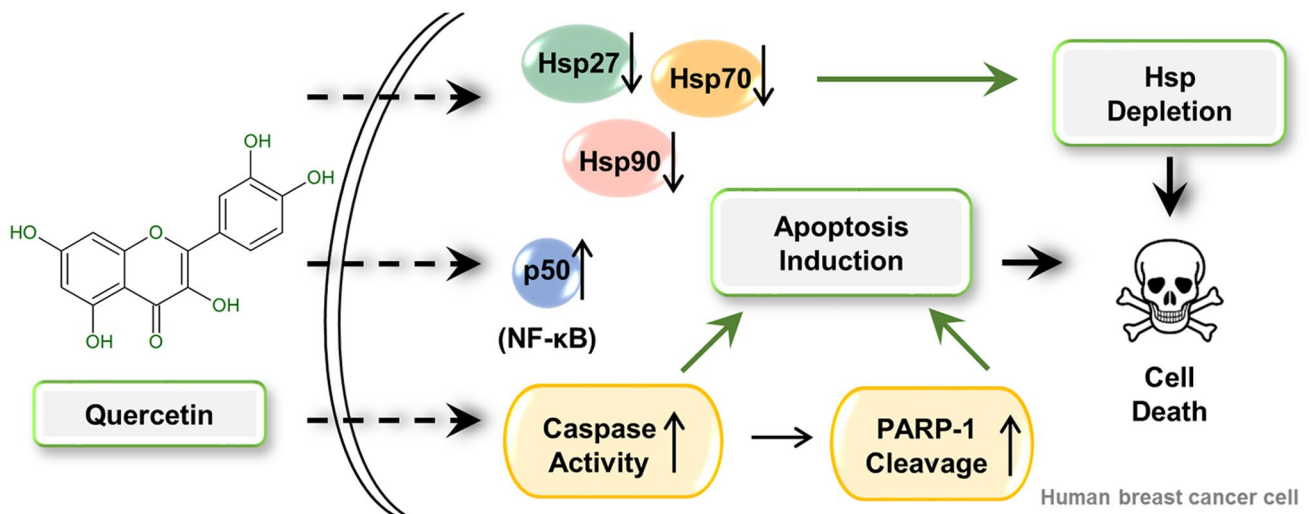 Hsp27
Hsp70
Hsp90
Hsp
Depletion
OH
OH
HO
O
OH
OH
O
Quercetin
p50
(NF-κB)
Apoptosis
Induction
Caspase
Activity
PARP-1
Cleavage
Cell
Death
Human breast cancer cell